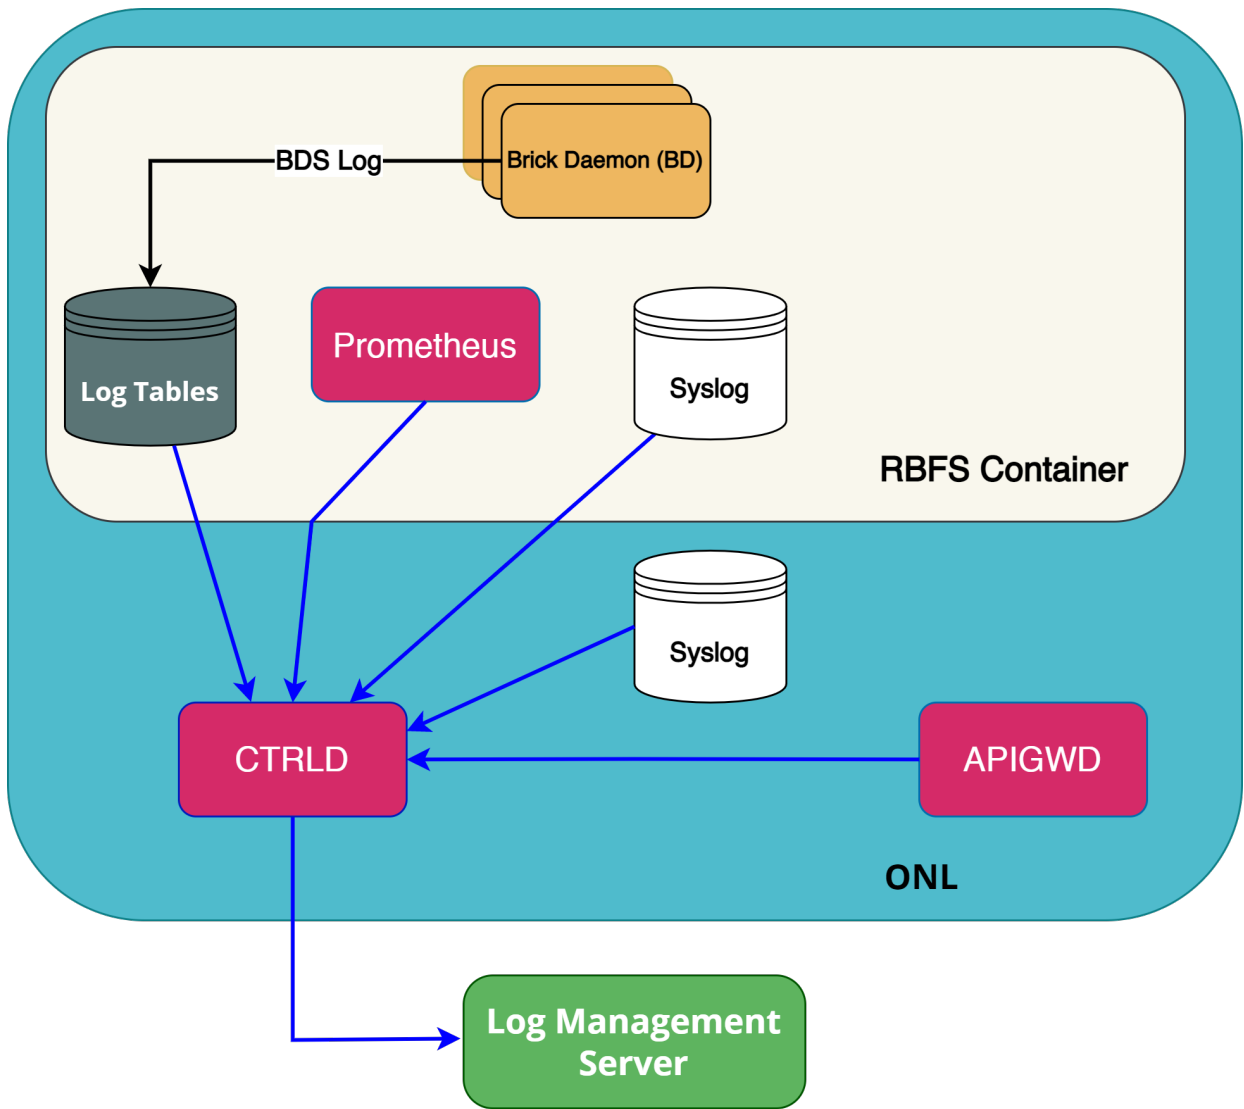 Brick Daemon (BD)
BDS Log
Log Tables
Prometheus
Syslog
RBFS Container
Syslog
CTRLD
APIGWD
ONL
Log Management
Server